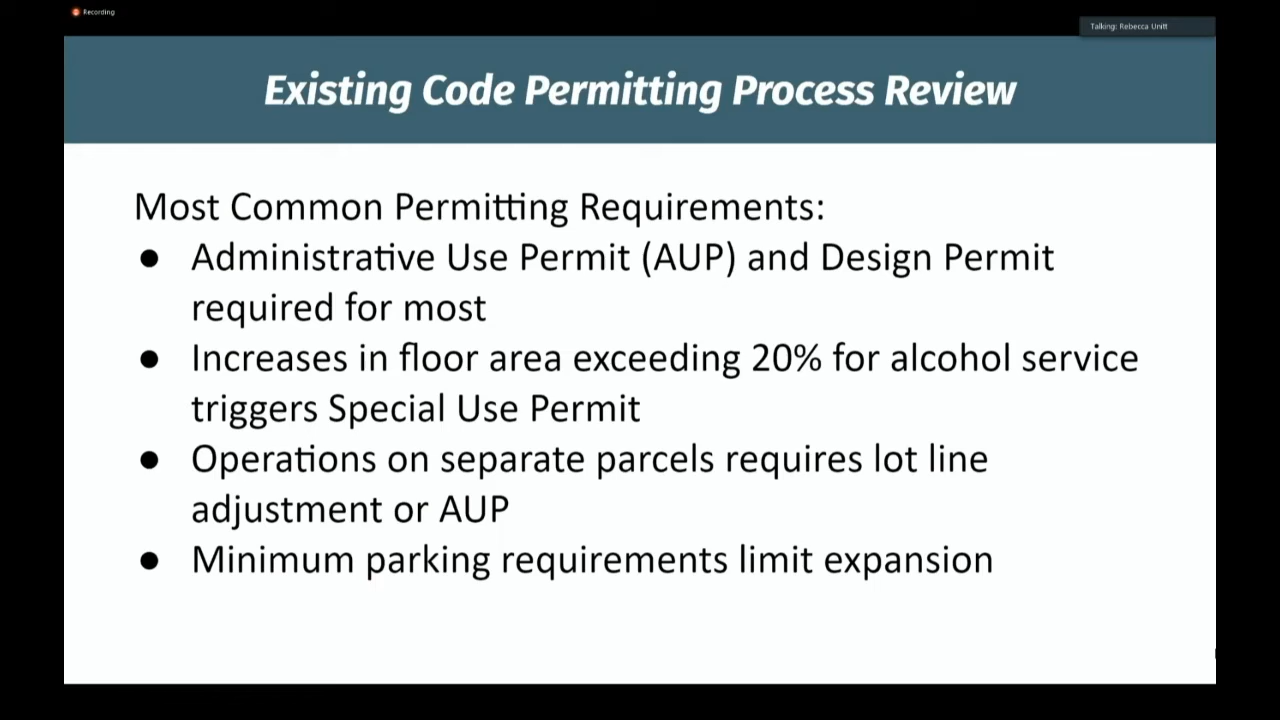 Recording
Talking: Rebecca Unitt
Existing Code Permitting Process Review
Most Common Permitting Requirements:
● Administrative Use Permit (AUP) and Design Permit
required for most
● Increases in floor area exceeding 20% for alcohol service
triggers Special Use Permit
● Operations on separate parcels requires lot line
adjustment or AUP
● Minimum parking requirements limit expansion